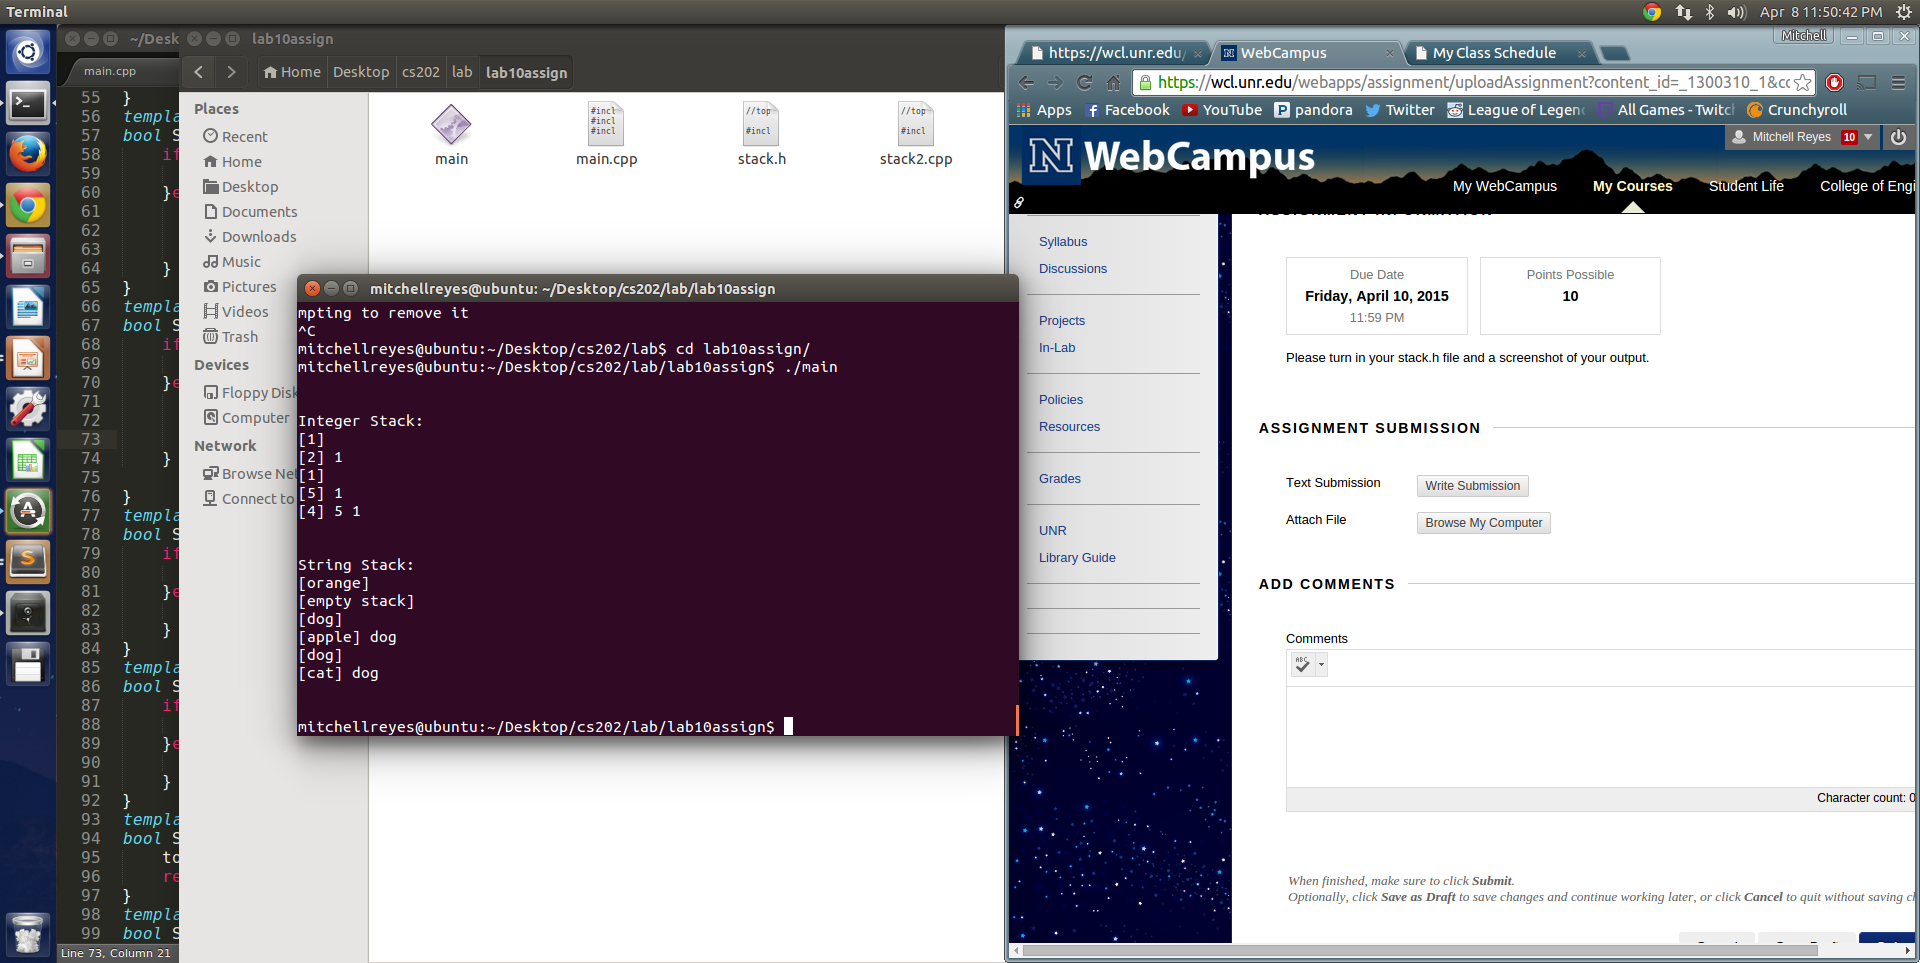 Terminal
Apr 8 11:50:42 PM
~/Desk
main.cpp
55 }
56 templa
57 bool S
58 if
59
60 }e
61
62
63
64 }
65 }
66 templa
67 bool S
68 if
69
70 }e
71
72
73
74 }
75
76 }
77 templa
78 bool S
79 if
80
81 }e
82
83 }
84 }
85 templa
86 bool S
87 if
88
89 }e
90
91 }
92 }
93 templa
94 bool S
95 to
96 re
97 }
98 templa
99 bool S
Line 73, Column 21
lab10assign
Home Desktop cs202 lab lab10assign
Places
Recent
Home
Desktop
Documents
Downloads
Music
Pictures
Videos
Trash
Devices
Floppy Disk
Computer
Network
Browse Net
Connect to
#incl
#incl
#incl
//top
#incl
//top
#incl
main
main.cpp
stack.h
stack2.cpp
mitchellreyes@ubuntu: ~/Desktop/cs202/lab/lab10assign
mpting to remove it
^C
mitchellreyes@ubuntu:~/Desktop/cs202/lab$ cd lab10assign/
mitchellreyes@ubuntu:~/Desktop/cs202/lab/lab10assign$ ./main
Integer Stack:
[1]
[2] 1
[1]
[5] 1
[4] 5 1
String Stack:
[orange]
[empty stack]
[dog]
[apple] dog
[dog]
[cat] dog
mitchellreyes@ubuntu:~/Desktop/cs202/lab/lab10assign$
Mitchell
https://wcl.unr.edu/
WebCampus
My Class Schedule
https://wcl.unr.edu/webapps/assignment/uploadAssignment?content_id=_1300310_1&cc
Apps Facebook YouTube pandora Twitter League of Legen All Games - Twitc Crunchyroll
N WebCampus
Mitchell Reyes 10
My WebCampus My Courses Student Life College of Engi
Syllabus
Discussions
Projects
In-Lab
Policies
Resources
Grades
UNR
Library Guide
ASSIGNMENT INFORMATION
Due Date
Friday, April 10, 2015
11:59 PM
Points Possible
10
Please turn in your stack.h file and a screenshot of your output.
ASSIGNMENT SUBMISSION
Text Submission Write Submission
Attach File Browse My Computer
ADD COMMENTS
Comments
ABC
Character count: 0
When finished, make sure to click Submit.
Optionally, click Save as Draft to save changes and continue working later, or click Cancel to quit without saving ch